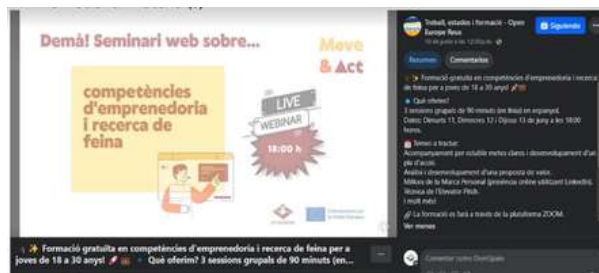 Demà! Seminari web sobre...
Move
& Act
competències
d'emprenedoria
i recerca de
feina
LIVE
WEBINAR
18:00 h
Formació gratuïta en competències d'emprenedoria i recerca de feina per a
joves de 18 a 30 anys! Què oferim? 3 sessions grupals de 90 minuts (en...
Treball, estudis i formació - Open
Europe Reus
Siguiendo
Resumen Comentarios
Formació gratuïta en competències d'emprenedoria i recerca
de feina per a joves de 18 a 30 anys!
Què oferim?
3 sessions grupals de 90 minuts (en línia) en espanyol.
Dates: Dimarts 11, Dimecres 12 i Dijous 13 de juny a les 18:00
hores.
Temes a tractar:
Acompanyament per establir metes clares i desenvolupament d'un
pla d'acció.
Anàlisi i desenvolupament d'una proposta de valor.
Millora de la Marca Personal (presència online utilitzant LinkedIn).
Tècnica de l'Elevator Pitch.
I molt més!
La formació es farà a través de la plataforma ZOOM.
Ver menos
Comentar como